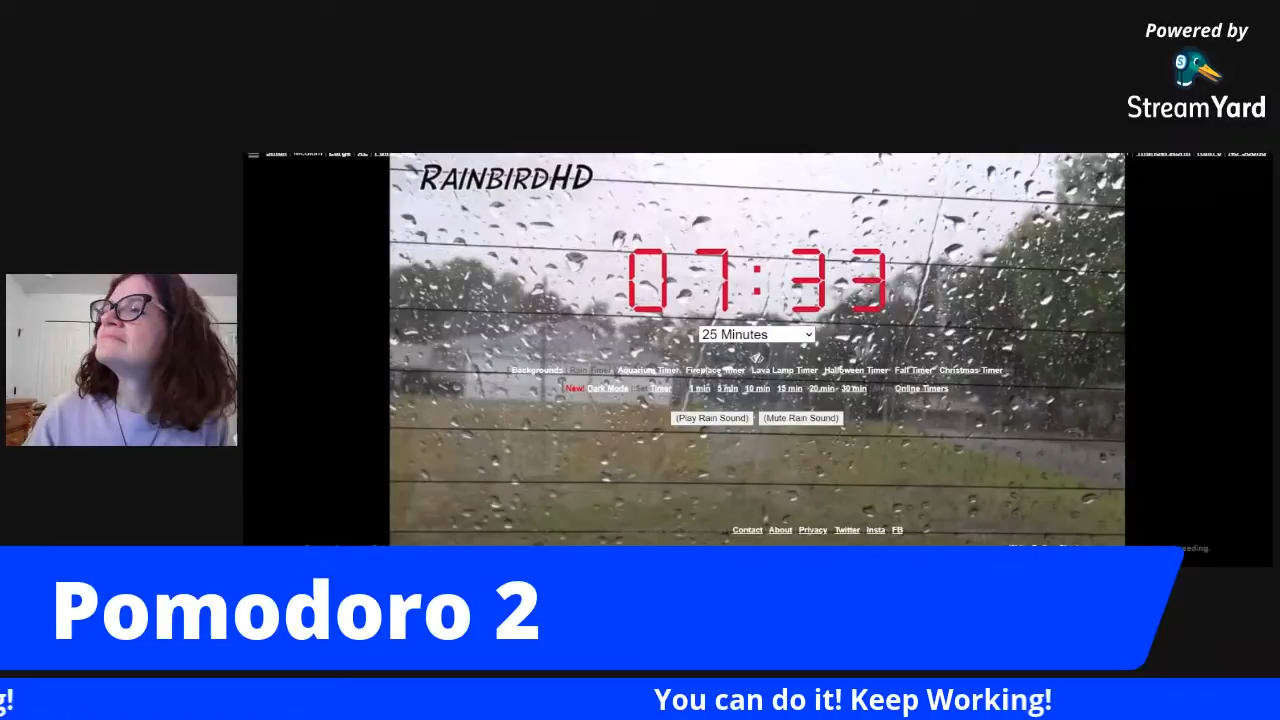 Powered by
StreamYard
RAINBIRDHD
07:33
25 Minutes
Backgrounds Rain Timer Aquarium Timer Fireplace Timer Lava Lamp Timer Halloween Timer Fall Timer Christmas Timer
New! Dark Mode Set Timer 1 min 5 min 10 min 15 min 20 min 30 min Online Timers
(Play Rain Sound) (Mute Rain Sound)
Contact About Privacy Twitter Insta FB
Pomodoro 2
g! You can do it! Keep Working!